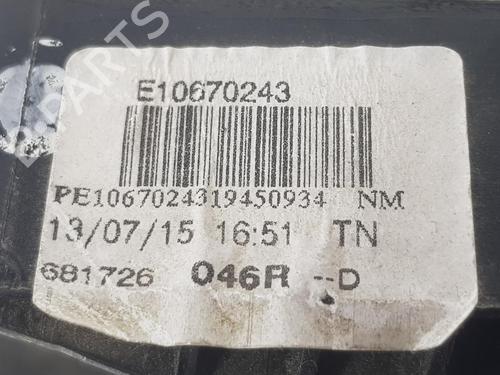 E10670243
PE1067024319450934 NM
13/07/15 16:51 TN
681726 046R --D